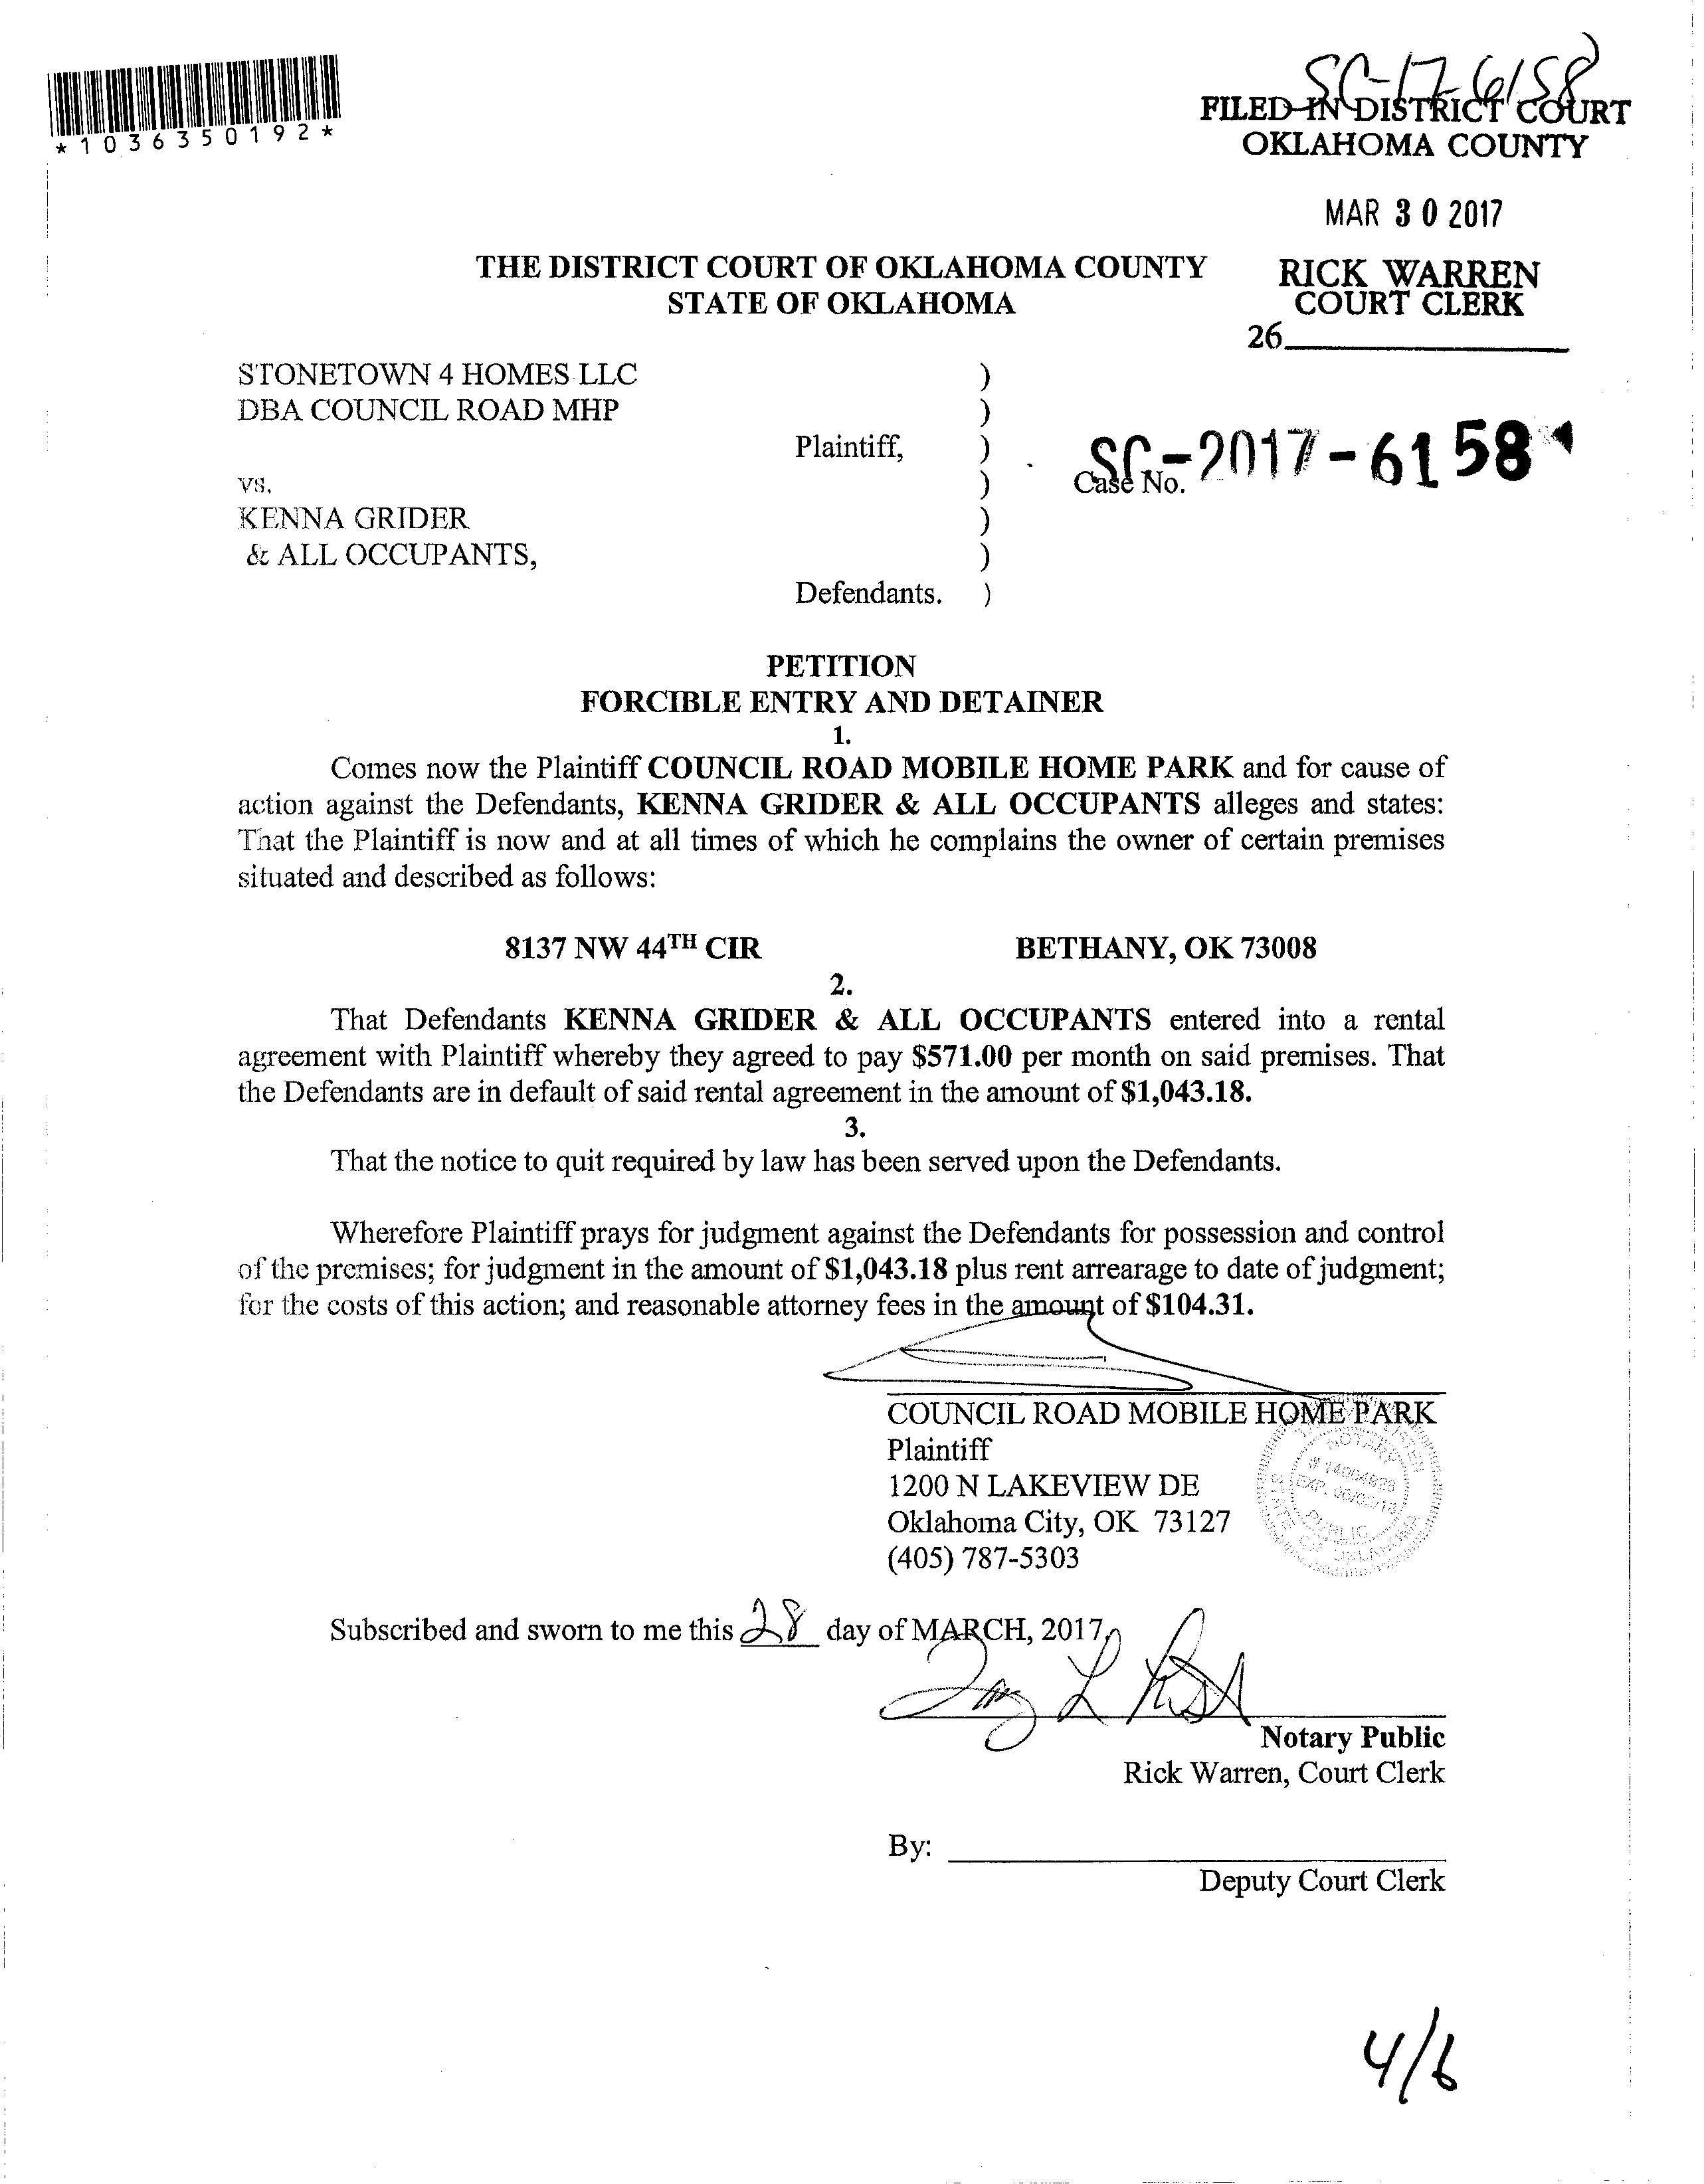 SC-17-6158
*1036350192*
FILED IN DISTRICT COURT
OKLAHOMA COUNTY
MAR 30 2017
RICK WARREN
COURT CLERK
26
THE DISTRICT COURT OF OKLAHOMA COUNTY
STATE OF OKLAHOMA
STONETOWN 4 HOMES LLC )
DBA COUNCIL ROAD MHP )
Plaintiff, )
vs. )
Case No. SC-2017-6158
KENNA GRIDER )
& ALL OCCUPANTS, )
Defendants. )
PETITION
FORCIBLE ENTRY AND DETAINER
1.
Comes now the Plaintiff COUNCIL ROAD MOBILE HOME PARK and for cause of
action against the Defendants, KENNA GRIDER & ALL OCCUPANTS alleges and states:
That the Plaintiff is now and at all times of which he complains the owner of certain premises
situated and described as follows:
8137 NW 44TH CIR BETHANY, OK 73008
2.
That Defendants KENNA GRIDER & ALL OCCUPANTS entered into a rental
agreement with Plaintiff whereby they agreed to pay $571.00 per month on said premises. That
the Defendants are in default of said rental agreement in the amount of $1,043.18.
3.
That the notice to quit required by law has been served upon the Defendants.
Wherefore Plaintiff prays for judgment against the Defendants for possession and control
of the premises; for judgment in the amount of $1,043.18 plus rent arrearage to date of judgment;
for the costs of this action; and reasonable attorney fees in the amount of $104.31.
COUNCIL ROAD MOBILE HOME PARK
Plaintiff
1200 N LAKEVIEW DE
Oklahoma City, OK 73127
(405) 787-5303
NOTARY
PUBLIC
STATE OF OKLAHOMA
Subscribed and sworn to me this 28 day of MARCH, 2017.
Notary Public
Rick Warren, Court Clerk
By:
Deputy Court Clerk
4/6